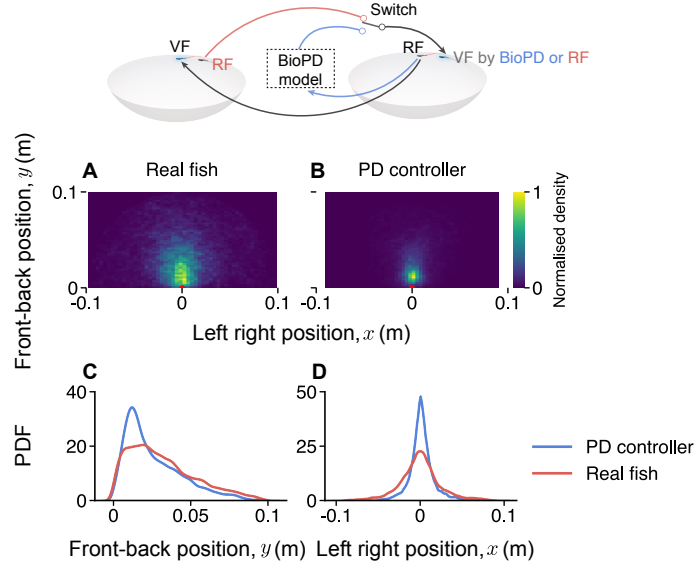 Switch
VF
RF
BioPD
model
RF
VF by BioPD or RF
A Real fish
B PD controller
Front-back position, y (m)
0.1
0
-0.1 0 0.1
-0.1 0 0.1
1
0
Normalised density
Left right position, x (m)
C
D
PDF
40
20
0
50
25
0
0 0.05 0.1
-0.1 0 0.1
PD controller
Real fish
Front-back position, y (m)
Left right position, x (m)